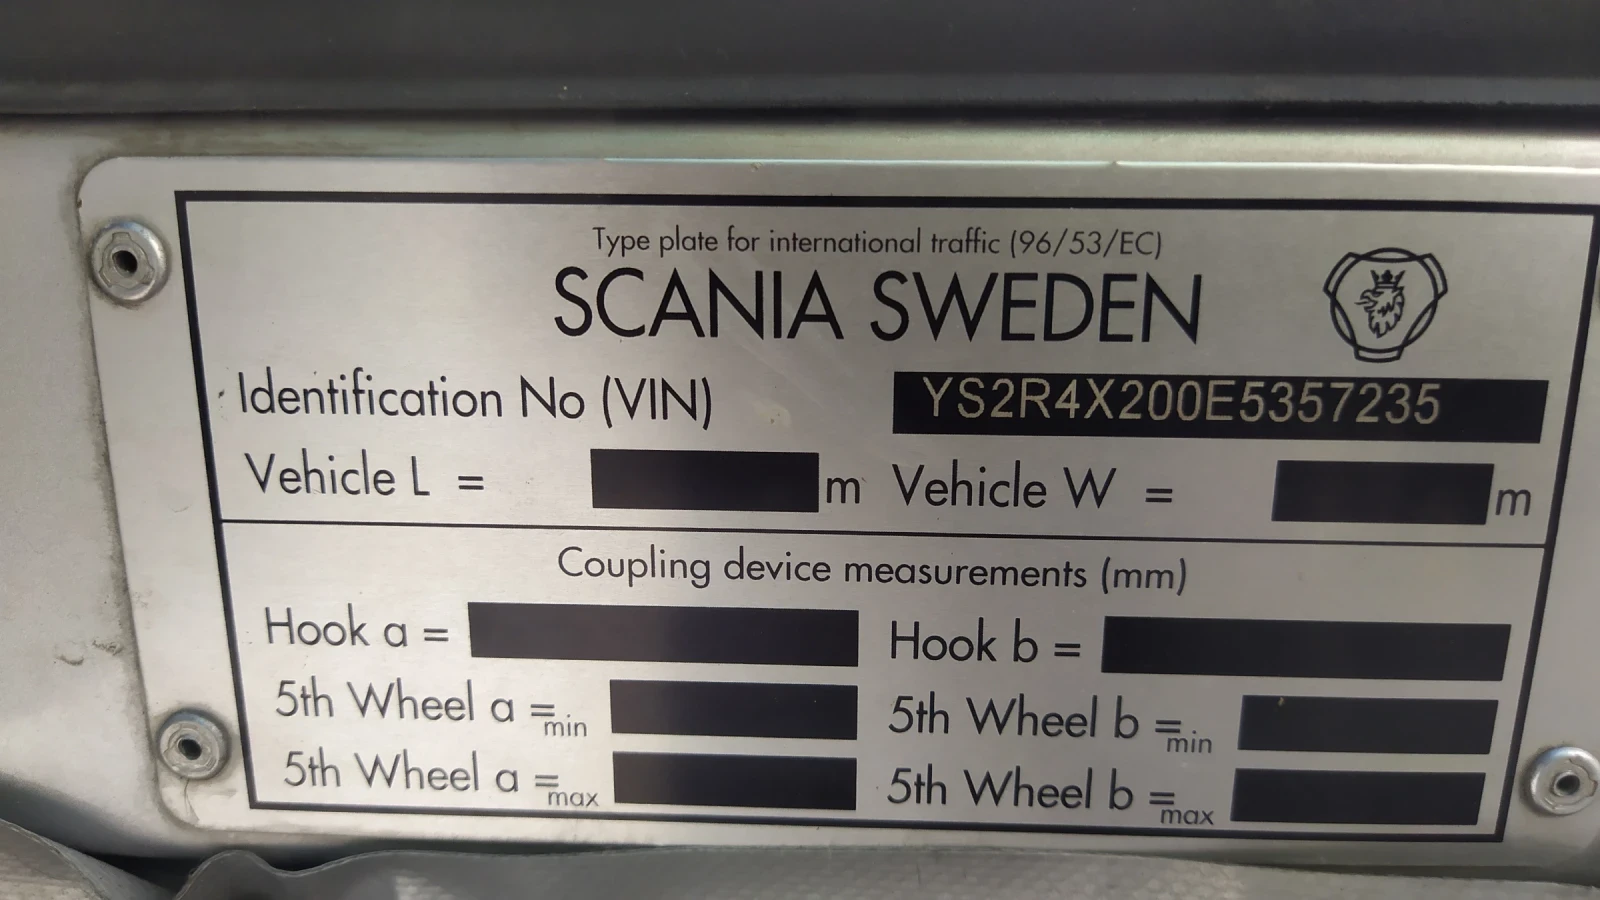 Type plate for international traffic (96/53/EC)
SCANIA SWEDEN
Identification No (VIN) YS2R4X200E5357235
Vehicle L = m Vehicle W = m
Coupling device measurements (mm)
Hook a = Hook b =
5th Wheel a =min 5th Wheel b =min
5th Wheel a =max 5th Wheel b =max